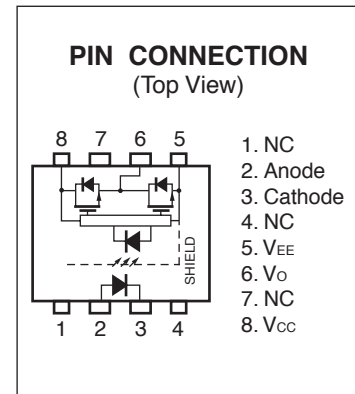 PIN CONNECTION
(Top View)
8 7 6 5
SHIELD
1 2 3 4
1. NC
2. Anode
3. Cathode
4. NC
5. VEE
6. VO
7. NC
8. VCC